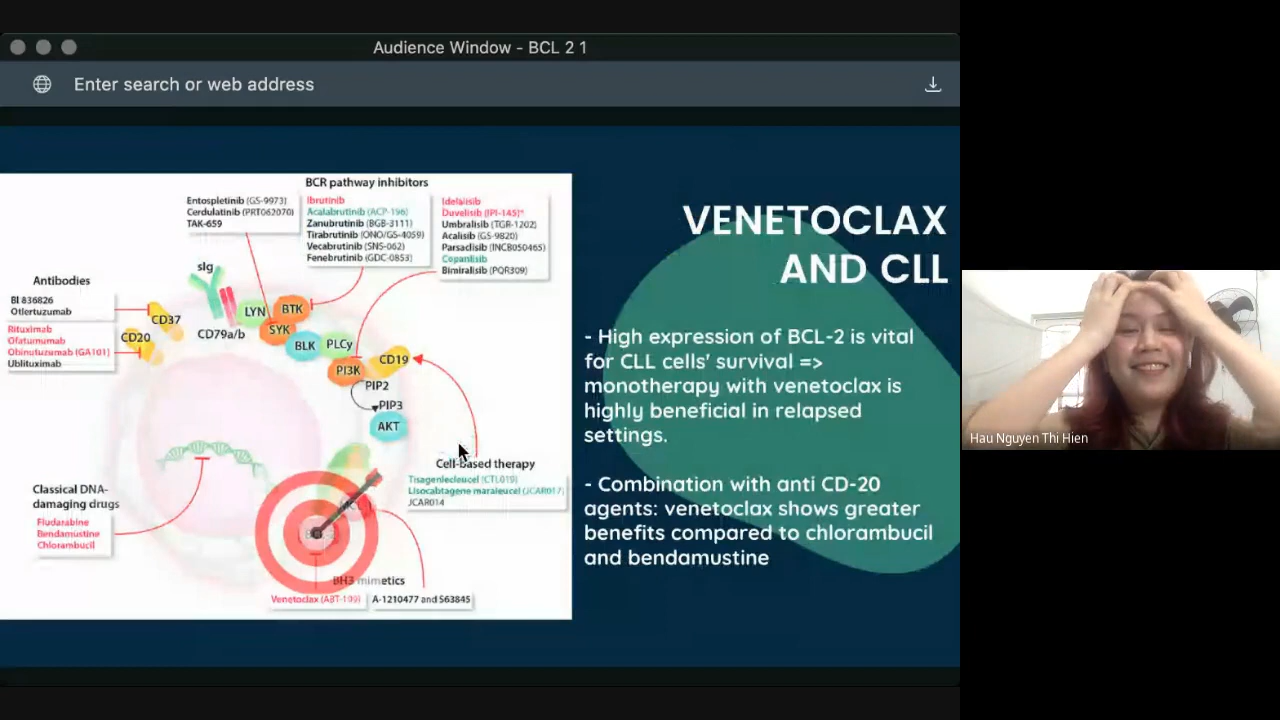 Audience Window - BCL 2 1
Enter search or web address
VENETOCLAX
AND CLL
- High expression of BCL-2 is vital
for CLL cells' survival =>
monotherapy with venetoclax is
highly beneficial in relapsed
settings.
- Combination with anti CD-20
agents: venetoclax shows greater
benefits compared to chlorambucil
and bendamustine
BCR pathway inhibitors
Entospletinib (GS-9973)
Cerdulatinib (PRT062070)
TAK-659
Ibrutinib
Acalabrutinib (ACP-196)
Zanubrutinib (BGB-3111)
Tirabrutinib (ONO/GS-4059)
Vecabrutinib (SNS-062)
Fenebrutinib (GDC-0853)
Idelalisib
Duvelisib (IPI-145)*
Umbralisib (TGR-1202)
Acalisib (GS-9820)
Parsaclisib (INCB050465)
Copanlisib
Bimiralisib (PQR309)
sIg
Antibodies
BI 836826
Otlertuzumab
Rituximab
Ofatumumab
Obinutuzumab (GA101)
Ublituximab
CD37
CD20
CD79a/b
LYN
BTK
SYK
BLK
PLCγ
PI3K
CD19
PIP2
PIP3
AKT
Cell-based therapy
Tisagenlecleucel (CTL019)
Lisocabtagene maraleucel (JCAR017)
JCAR014
Classical DNA-
damaging drugs
Fludarabine
Bendamustine
Chlorambucil
BH3 mimetics
Venetoclax (ABT-199)
A-1210477 and S63845
Hau Nguyen Thi Hien